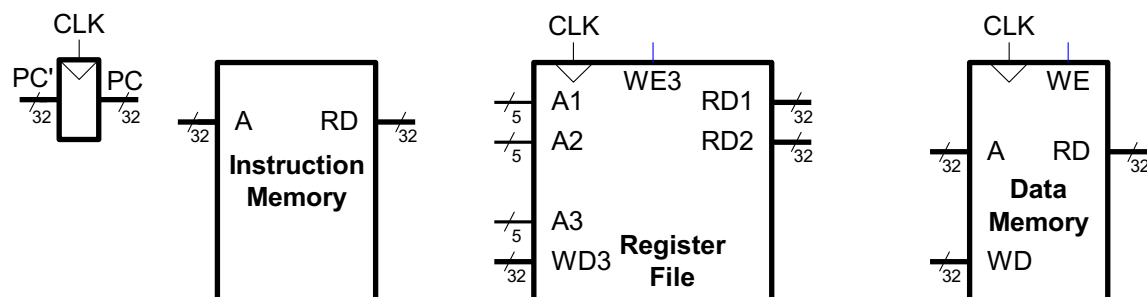 CLK
PC'
PC
32
32
A
RD
32
32
Instruction
Memory
CLK
WE3
A1
RD1
5
32
A2
RD2
5
32
A3
5
WD3
32
Register
File
CLK
WE
A
RD
32
32
Data
Memory
WD
32